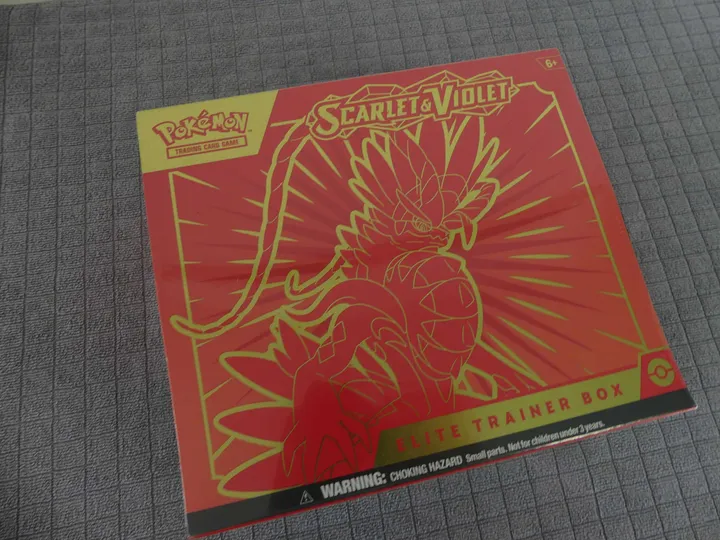 Pokémon
TRADING CARD GAME
SCARLET & VIOLET
6+
ELITE TRAINER BOX
WARNING: CHOKING HAZARD Small parts. Not for children under 3 years.